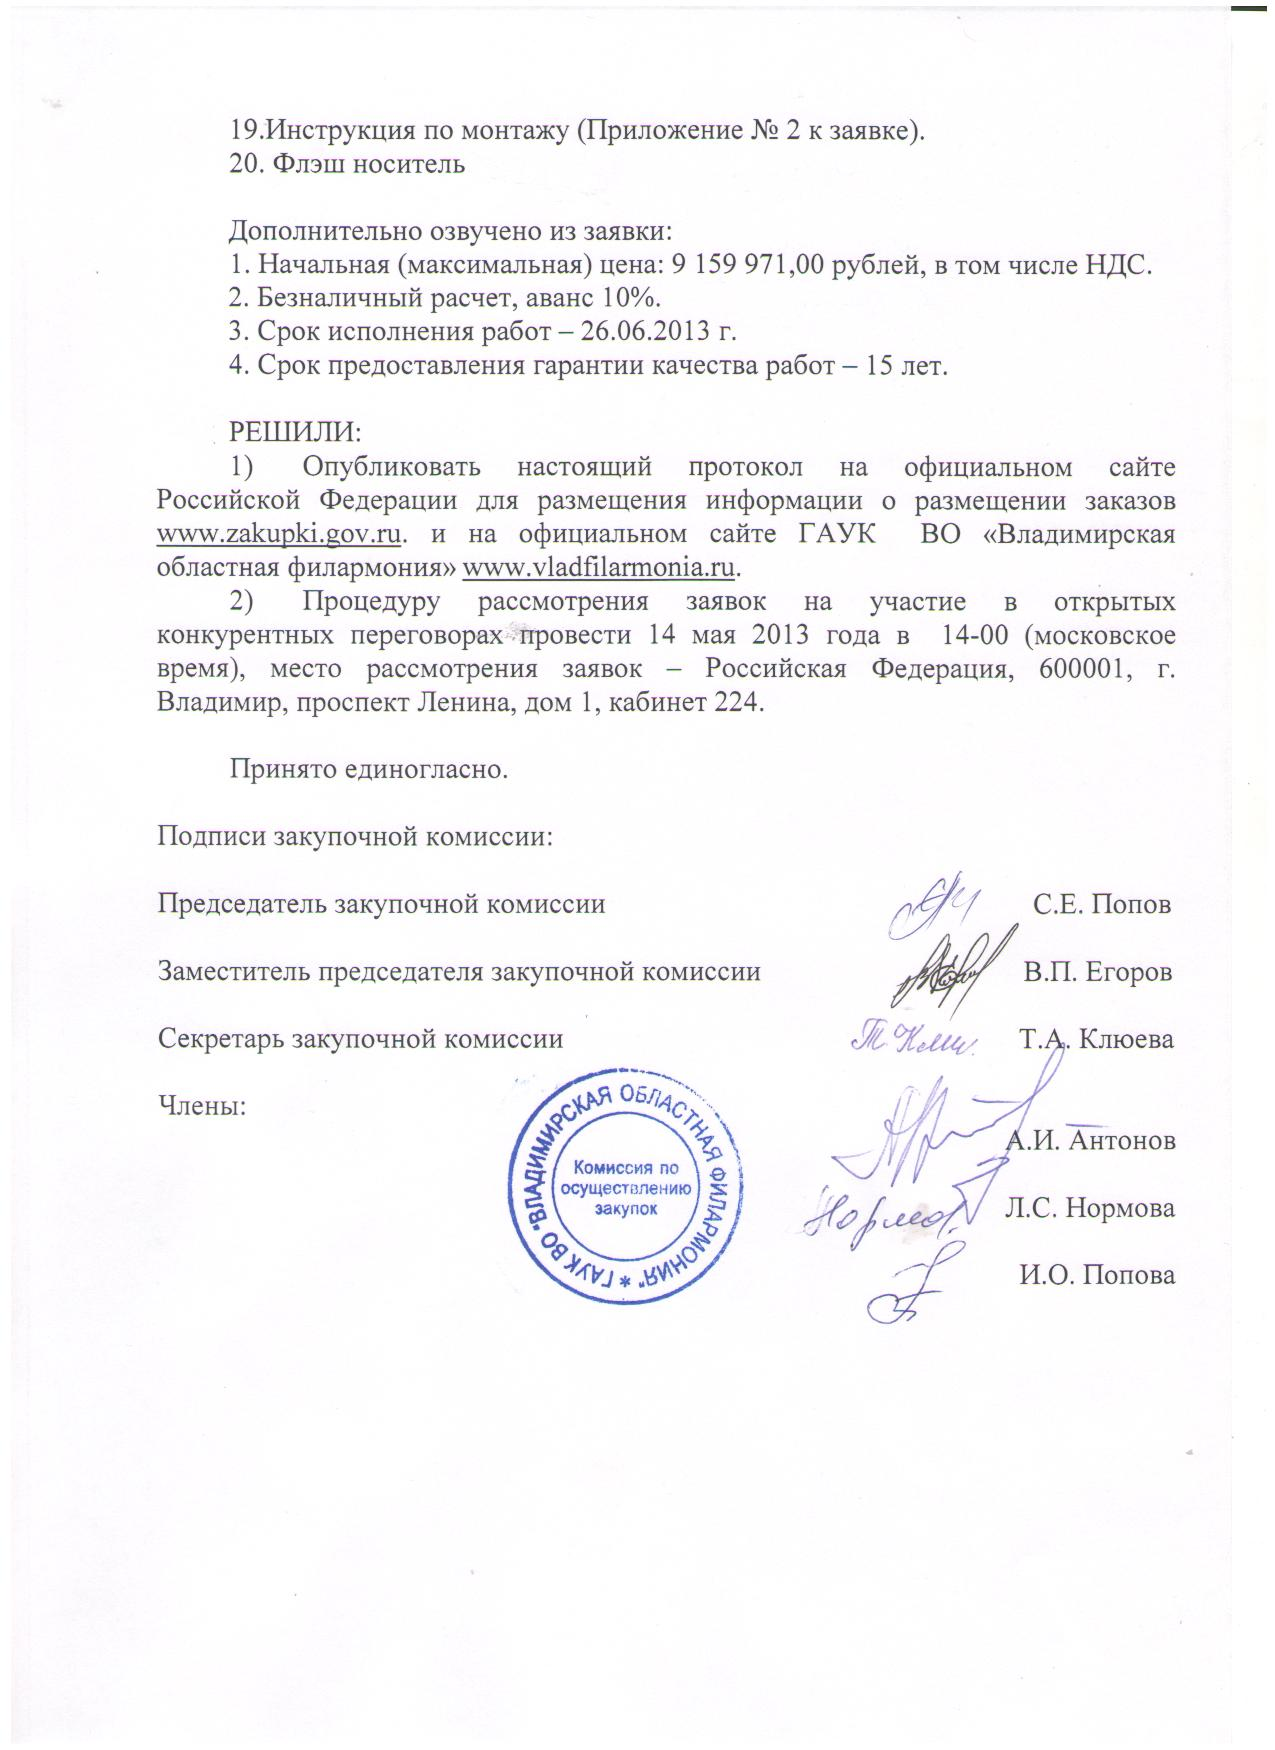 19.Инструкция по монтажу (Приложение № 2 к заявке).
20. Флэш носитель
Дополнительно озвучено из заявки:
1. Начальная (максимальная) цена: 9 159 971,00 рублей, в том числе НДС.
2. Безналичный расчет, аванс 10%.
3. Срок исполнения работ – 26.06.2013 г.
4. Срок предоставления гарантии качества работ – 15 лет.
РЕШИЛИ:
1) Опубликовать настоящий протокол на официальном сайте
Российской Федерации для размещения информации о размещении заказов
www.zakupki.gov.ru. и на официальном сайте ГАУК ВО «Владимирская
областная филармония» www.vladfilarmonia.ru.
2) Процедуру рассмотрения заявок на участие в открытых
конкурентных переговорах провести 14 мая 2013 года в 14-00 (московское
время), место рассмотрения заявок – Российская Федерация, 600001, г.
Владимир, проспект Ленина, дом 1, кабинет 224.
Принято единогласно.
Подписи закупочной комиссии:
Председатель закупочной комиссии С.Е. Попов
Заместитель председателя закупочной комиссии В.П. Егоров
Секретарь закупочной комиссии Т.А. Клюева
Члены:
А.И. Антонов
Л.С. Нормова
И.О. Попова
ГАУК ВО "ВЛАДИМИРСКАЯ ОБЛАСТНАЯ ФИЛАРМОНИЯ" *
Комиссия по
осуществлению
закупок